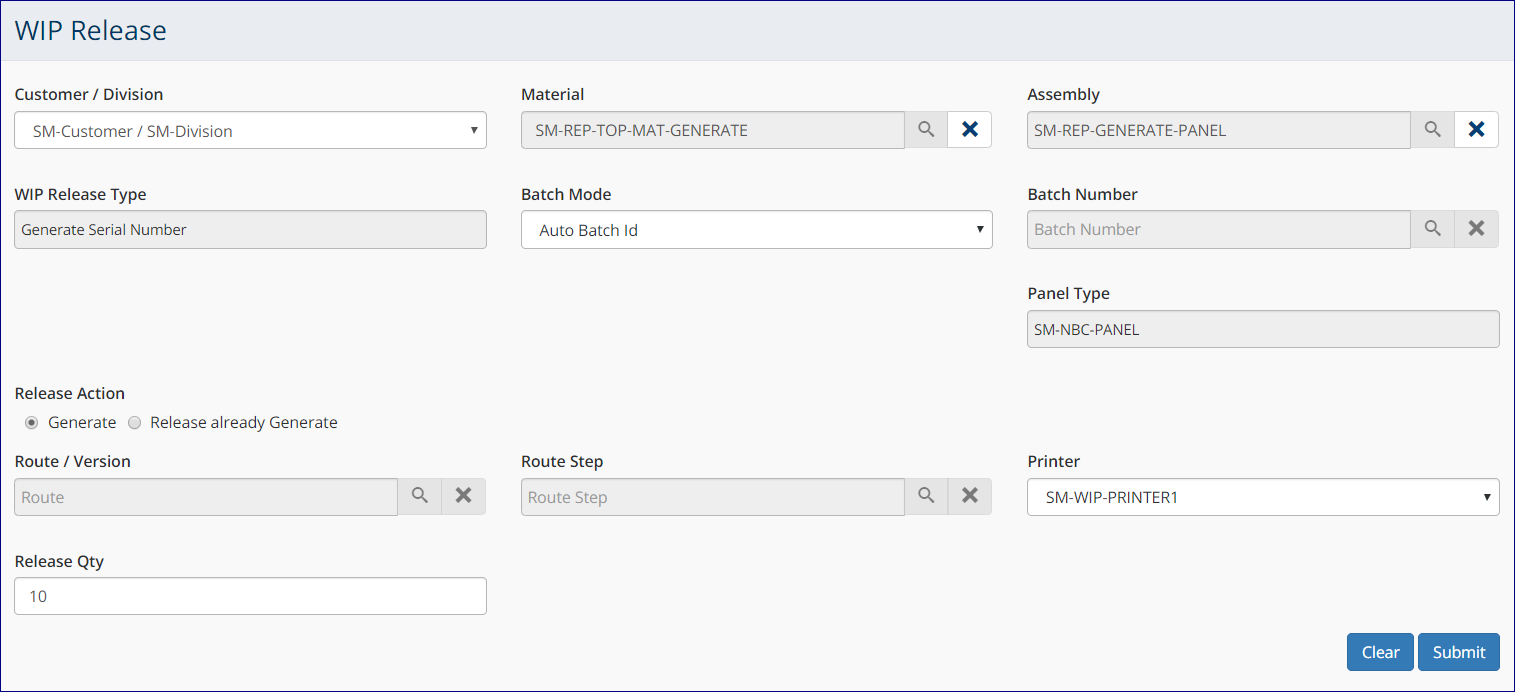 WIP Release
Customer / Division
Material
Assembly
SM-Customer / SM-Division
SM-REP-TOP-MAT-GENERATE
SM-REP-GENERATE-PANEL
WIP Release Type
Batch Mode
Batch Number
Generate Serial Number
Auto Batch Id
Batch Number
Panel Type
SM-NBC-PANEL
Release Action
Generate
Release already Generate
Route / Version
Route Step
Printer
Route
Route Step
SM-WIP-PRINTER1
Release Qty
10
Clear
Submit